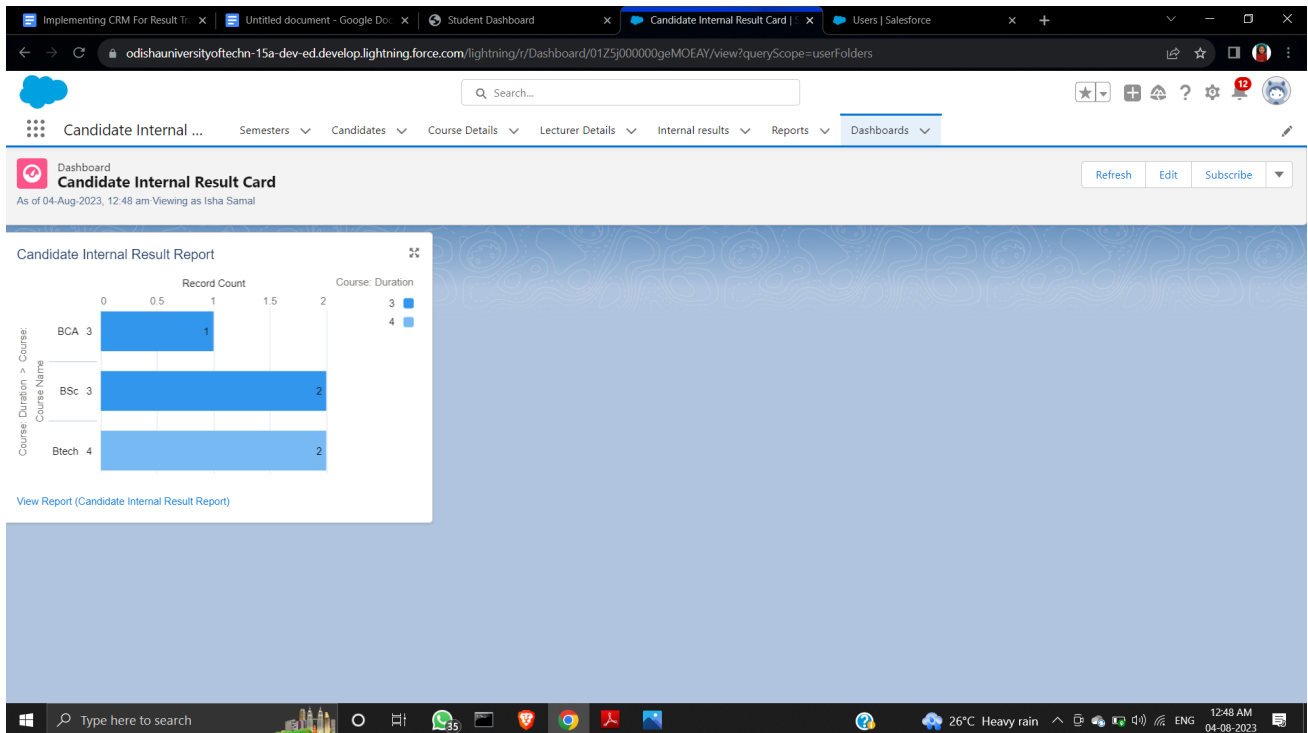 Implementing CRM For Result Tr
Untitled document - Google Doc
Student Dashboard
Candidate Internal Result Card | S
Users | Salesforce
odishauniversityoftechn-15a-dev-ed.develop.lightning.force.com/lightning/r/Dashboard/01Z5j000000geMOEAY/view?queryScope=userFolders
Search...
12
Candidate Internal ...
Semesters
Candidates
Course Details
Lecturer Details
Internal results
Reports
Dashboards
Dashboard
Candidate Internal Result Card
As of 04-Aug-2023, 12:48 am·Viewing as Isha Samal
Refresh
Edit
Subscribe
Candidate Internal Result Report
Record Count
Course: Duration
0 0.5 1 1.5 2
3
4
Course: Duration > Course:
Course Name
BCA 3 1
BSc 3 2
Btech 4 2
View Report (Candidate Internal Result Report)
Type here to search
35
26°C Heavy rain
ENG
12:48 AM
04-08-2023